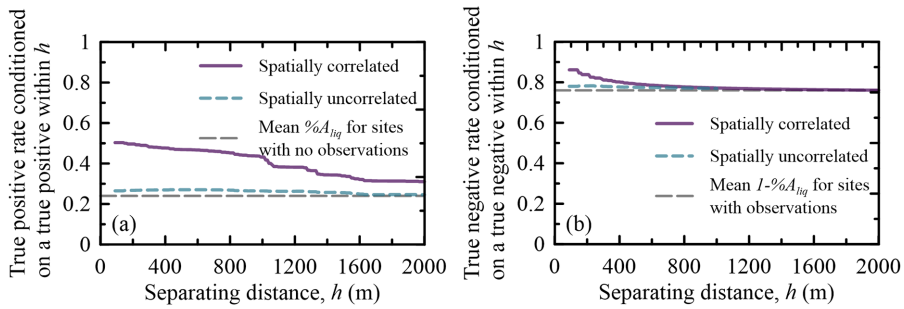 True positive rate conditioned
on a true positive within h
1
0.8
0.6
0.4
0.2
0
Spatially correlated
Spatially uncorrelated
Mean %Aliq for sites
with no observations
(a)
0 400 800 1200 1600 2000
Separating distance, h (m)
True negative rate conditioned
on a true negative within h
1
0.8
0.6
0.4
0.2
0
Spatially correlated
Spatially uncorrelated
Mean 1-%Aliq for sites
with observations
(b)
0 400 800 1200 1600 2000
Separating distance, h (m)